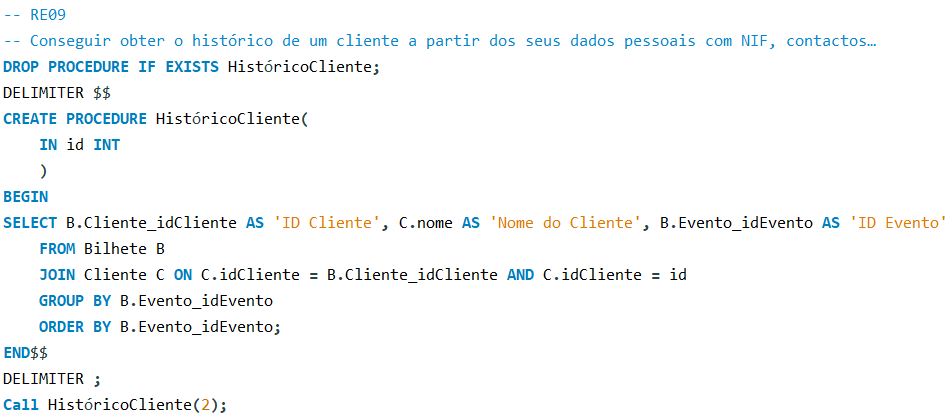 -- RE09
-- Conseguir obter o histórico de um cliente a partir dos seus dados pessoais com NIF, contactos…
DROP PROCEDURE IF EXISTS HistóricoCliente;
DELIMITER $$
CREATE PROCEDURE HistóricoCliente(
    IN id INT
    )
BEGIN
SELECT B.Cliente_idCliente AS 'ID Cliente', C.nome AS 'Nome do Cliente', B.Evento_idEvento AS 'ID Evento'
    FROM Bilhete B
    JOIN Cliente C ON C.idCliente = B.Cliente_idCliente AND C.idCliente = id
    GROUP BY B.Evento_idEvento
    ORDER BY B.Evento_idEvento;
END$$
DELIMITER ;
Call HistóricoCliente(2);